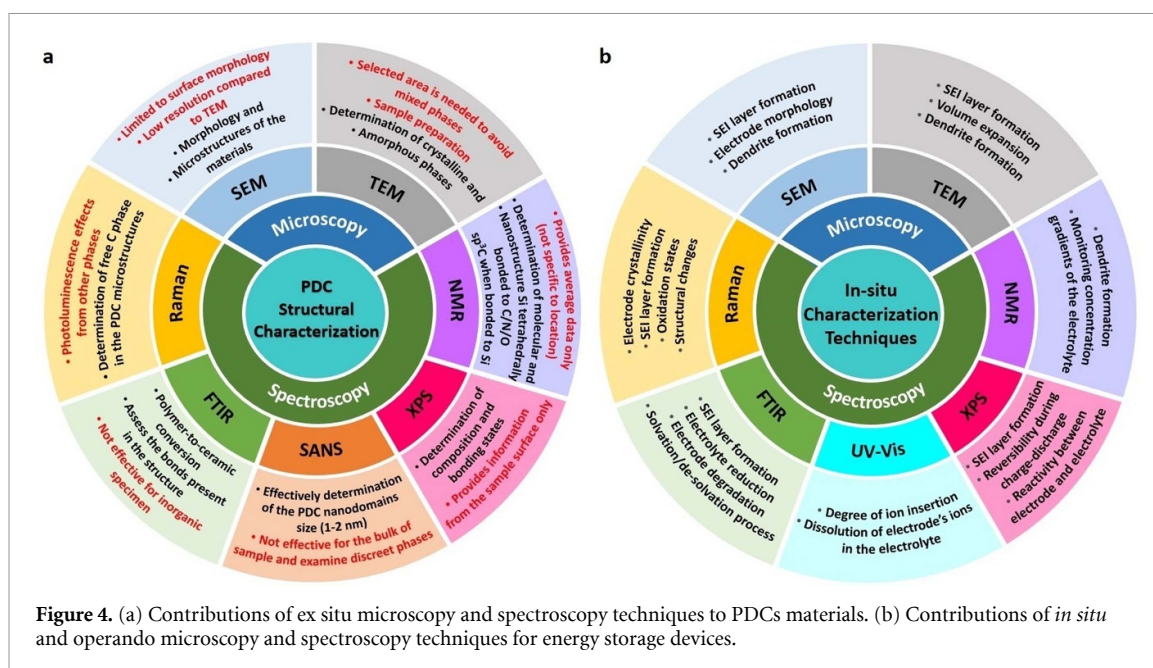 a
• Limited to surface morphology
• Low resolution compared
to TEM
• Morphology and
• Microstructures of the
materials
SEM
• Selected area is needed to avoid
mixed phases
• Sample preparation
• Determination of crystalline and
• Amorphous phases
TEM
Microscopy
• Provides average data only
(not specific to location)
• Determination of molecular and
• Nanostructure SI tetrahedrally
bonded to C/N/O
sp³C when bonded to Si
NMR
• Determination of
composition and
bonding states
• Provides information
from the sample surface only
XPS
• Effectively determination
of the PDC nanodomains
size (1-2 nm)
• Not effective for the bulk of
sample and examine discreet phases
SANS
• Polymer-to-ceramic
conversion
• Assess the bonds present
in the structure
• Not effective for inorganic
specimen
FTIR
• Photoluminescence effects
from other phases
• Determination of free C phase
in the PDC microstructures
Raman
Spectroscopy
PDC
Structural
Characterization
b
• SEI layer formation
• Electrode morphology
• Dendrite formation
SEM
• SEI layer formation
• Volume expansion
• Dendrite formation
TEM
Microscopy
• Dendrite formation
• Monitoring concentration
gradients of the electrolyte
NMR
• SEI layer formation
• Reversibility during
charge-discharge
• Reactivity between
electrode and electrolyte
XPS
• Degree of ion insertion
• Dissolution of electrode's ions
in the electrolyte
UV-Vis
• SEI layer formation
• Electrolyte reduction
• Electrode degradation
• Solvation/de-solvation process
FTIR
• Electrode crystallinity
• SEI layer formation
• Oxidation states
• Structural changes
Raman
Spectroscopy
In-situ
Characterization
Techniques
Figure 4. (a) Contributions of ex situ microscopy and spectroscopy techniques to PDCs materials. (b) Contributions of in situ
and operando microscopy and spectroscopy techniques for energy storage devices.